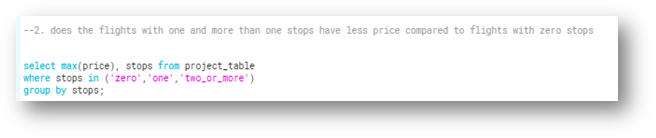 --2. does the flights with one and more than one stops have less price compared to flights with zero stops
select max(price), stops from project_table
where stops in ('zero','one','two_or_more')
group by stops;